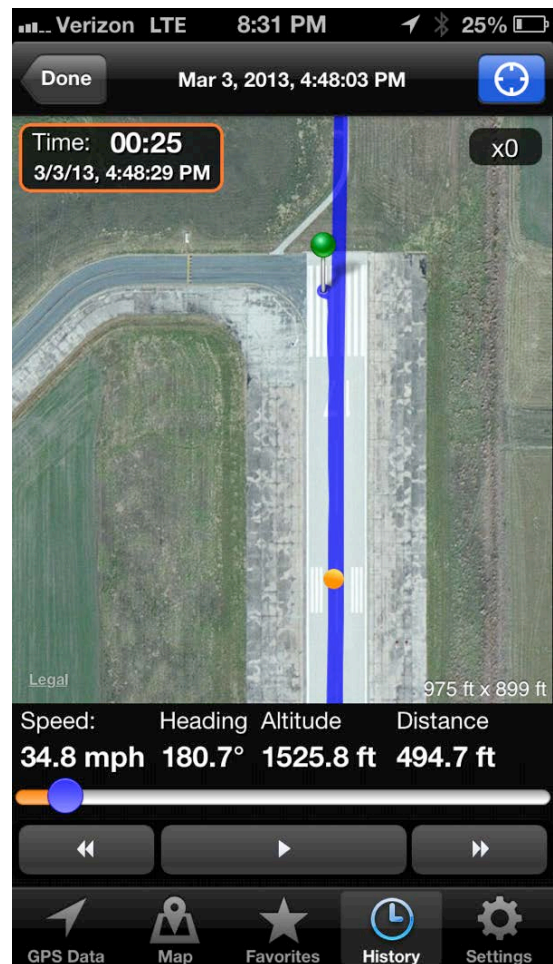 Verizon LTE 8:31 PM 25%
Done Mar 3, 2013, 4:48:03 PM
Time: 00:25
3/3/13, 4:48:29 PM
x0
Legal
975 ft x 899 ft
Speed: Heading Altitude Distance
34.8 mph 180.7° 1525.8 ft 494.7 ft
GPS Data Map Favorites History Settings